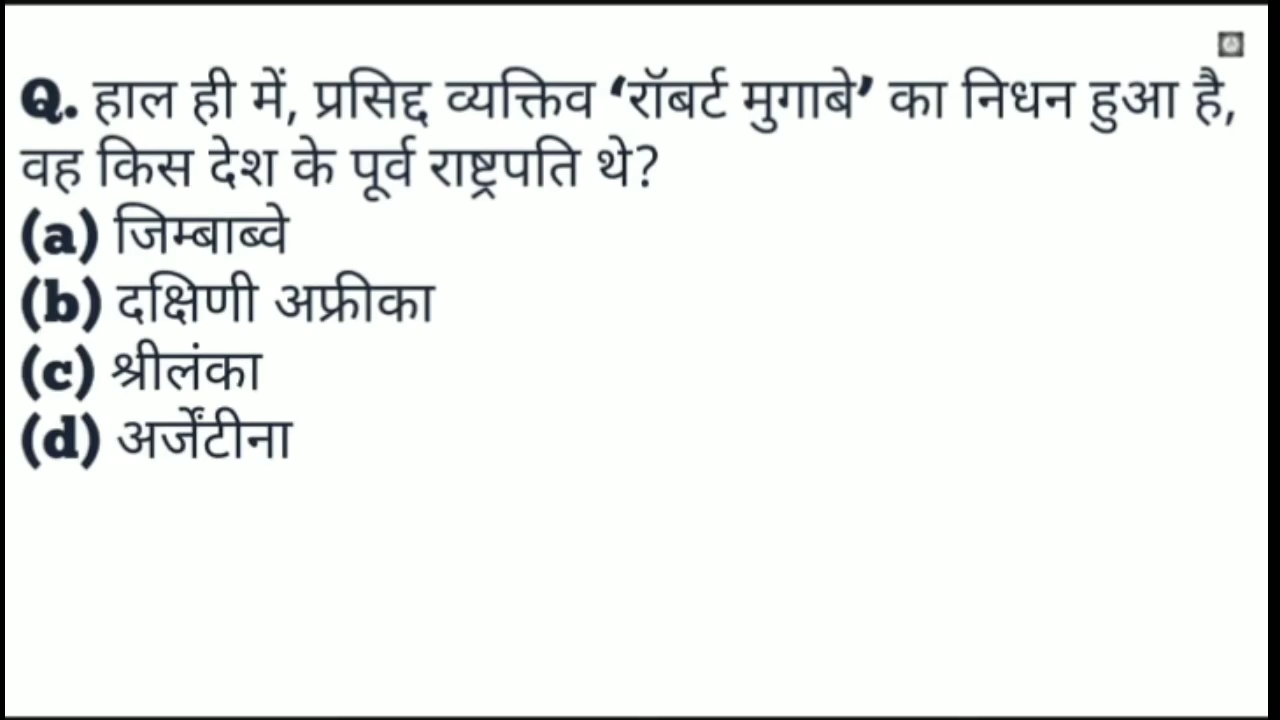 Q. हाल ही में, प्रसिद्द व्यक्तिव ‘रॉबर्ट मुगाबे’ का निधन हुआ है,
वह किस देश के पूर्व राष्ट्रपति थे?
(a) जिम्बाब्वे
(b) दक्षिणी अफ्रीका
(c) श्रीलंका
(d) अर्जेंटीना